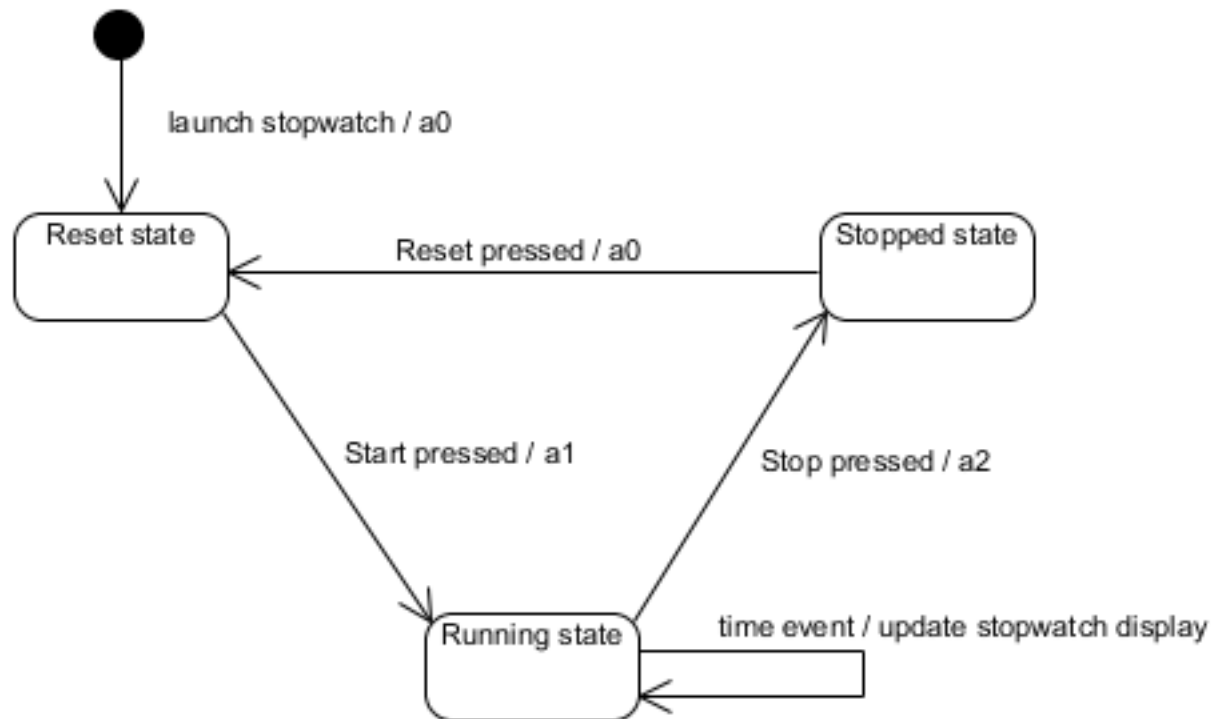 launch stopwatch / a0
Reset state
Reset pressed / a0
Stopped state
Start pressed / a1
Stop pressed / a2
Running state
time event / update stopwatch display